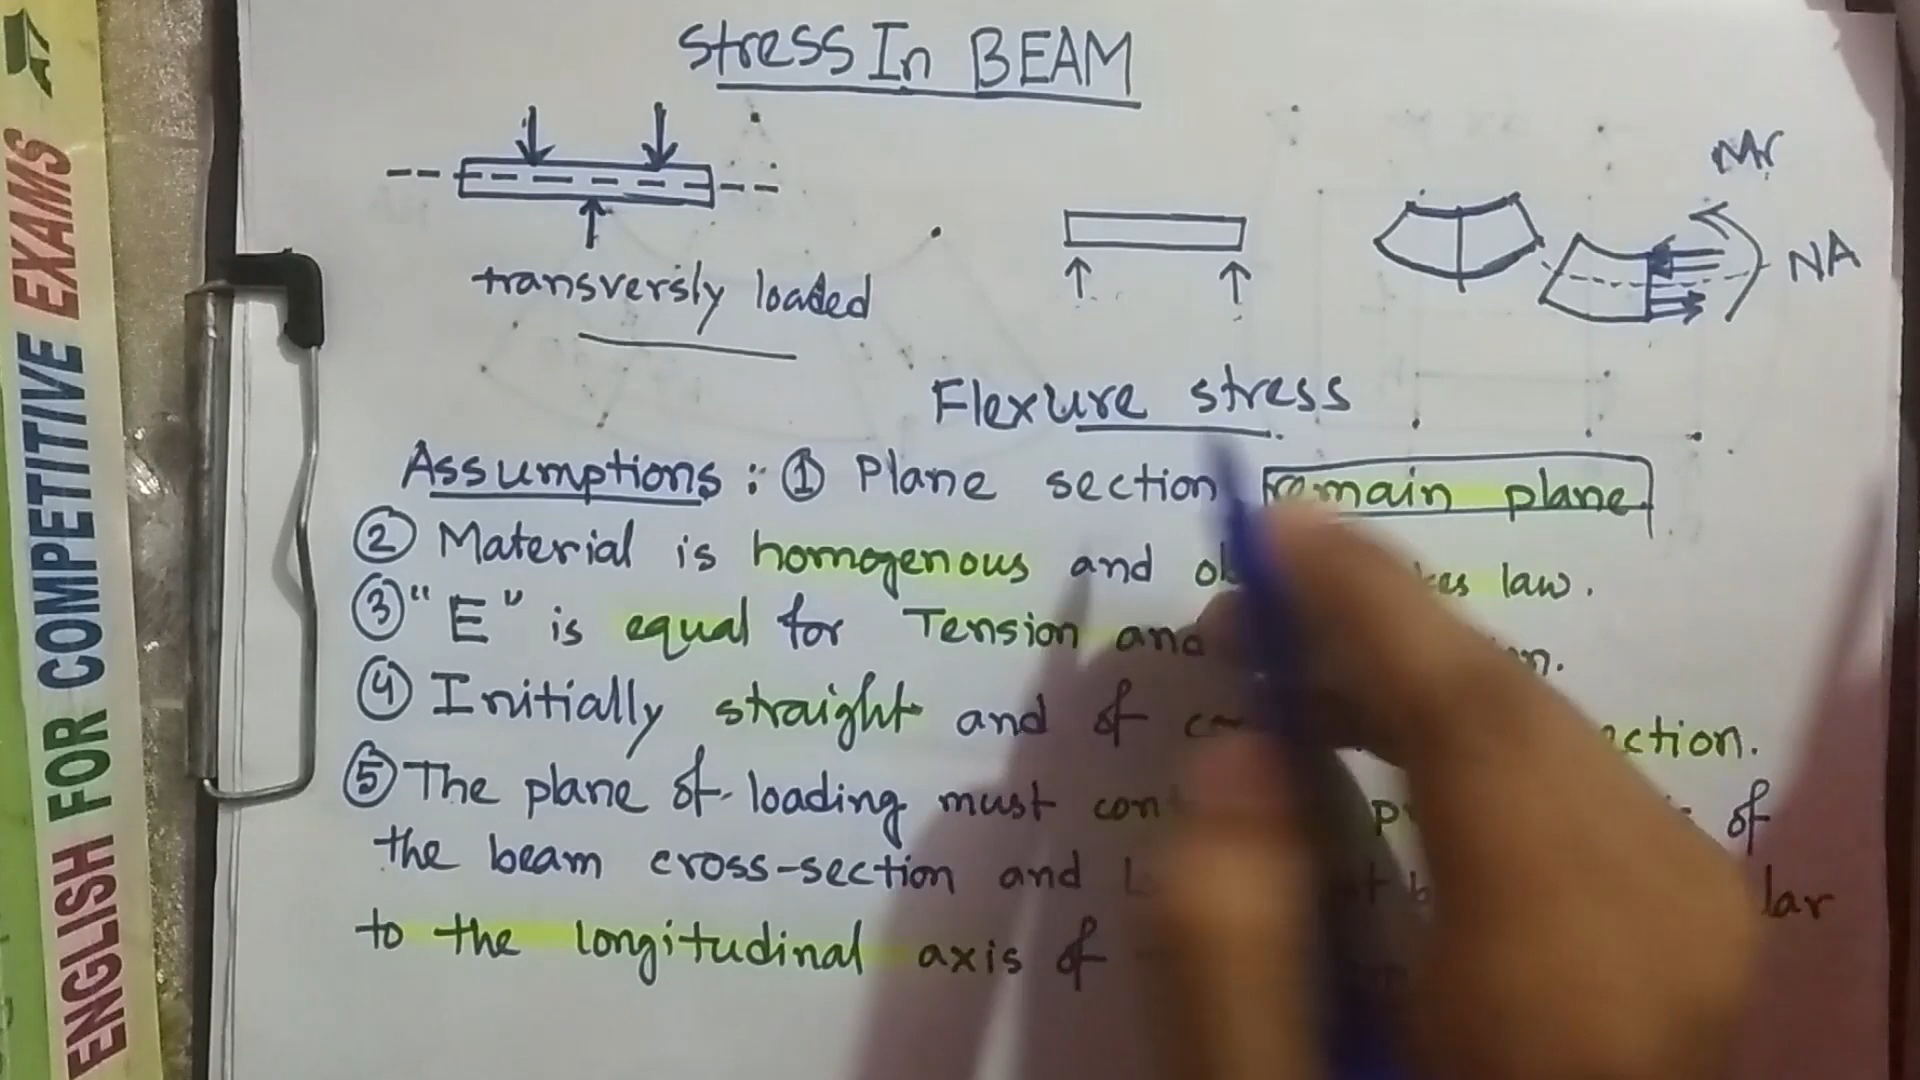 ENGLISH FOR COMPETITIVE EXAMS
Stress In BEAM
Mr
NA
transversly loaded
Flexure stress
Assumptions : ① Plane section remain plane
② Material is homogenous and law.
③ "E" is equal for Tension and
④ Initially straight and of
⑤ The plane of loading must of
the beam cross-section and
to the longitudinal axis of